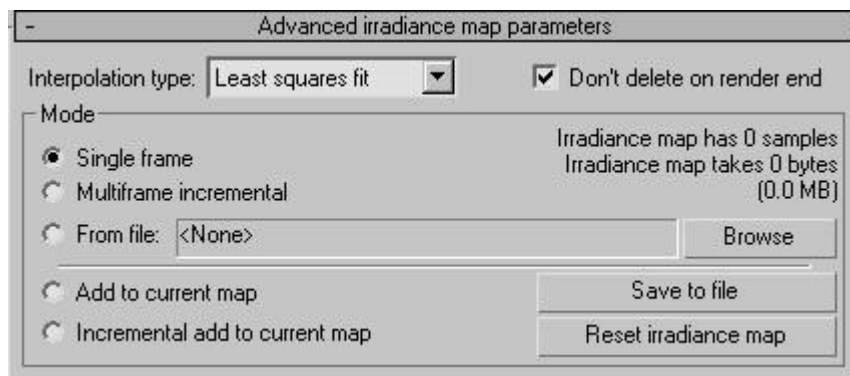 - Advanced irradiance map parameters
Interpolation type: Least squares fit Don't delete on render end
Mode
Irradiance map has 0 samples
Single frame
Irradiance map takes 0 bytes
Multiframe incremental (0.0 MB)
From file: <None> Browse
Add to current map Save to file
Incremental add to current map Reset irradiance map